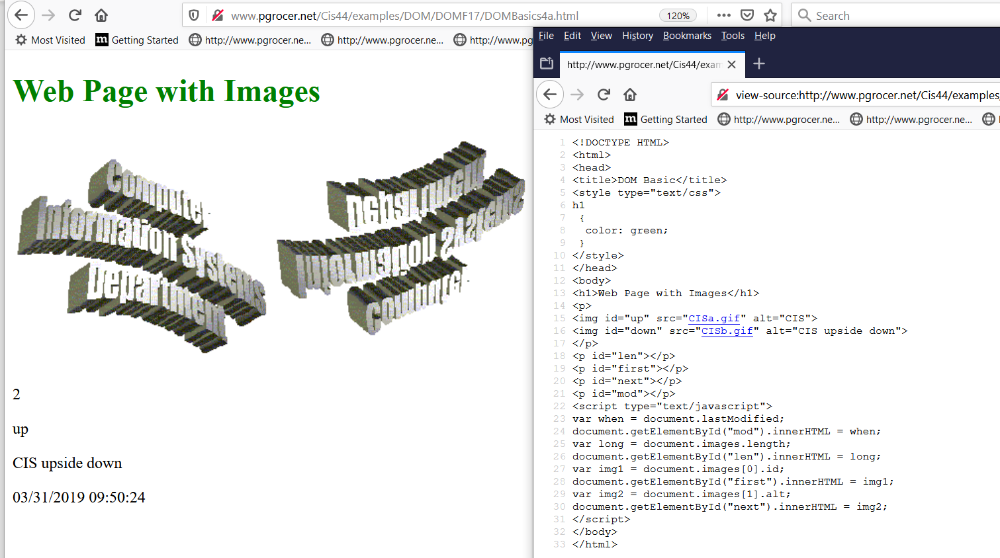 www.pgrocer.net/Cis44/examples/DOM/DOMF17/DOMBasics4a.html
120%
Search
Most Visited
Getting Started
http://www.pgrocer.ne...
http://www.pgrocer.ne...
http://www.pg
Web Page with Images
Computer
Information Systems
Department
Department
Information Systems
Computer
2
up
CIS upside down
03/31/2019 09:50:24
File Edit View History Bookmarks Tools Help
http://www.pgrocer.net/Cis44/exam
view-source:http://www.pgrocer.net/Cis44/examples
Most Visited
Getting Started
http://www.pgrocer.ne...
http://www.pgrocer.ne...
1 <!DOCTYPE HTML>
2 <html>
3 <head>
4 <title>DOM Basic</title>
5 <style type="text/css">
6 h1
7 {
8 color: green;
9 }
10 </style>
11 </head>
12 <body>
13 <h1>Web Page with Images</h1>
14 <p>
15 <img id="up" src="CISa.gif" alt="CIS">
16 <img id="down" src="CISb.gif" alt="CIS upside down">
17 </p>
18 <p id="len"></p>
19 <p id="first"></p>
20 <p id="next"></p>
21 <p id="mod"></p>
22 <script type="text/javascript">
23 var when = document.lastModified;
24 document.getElementById("mod").innerHTML = when;
25 var long = document.images.length;
26 document.getElementById("len").innerHTML = long;
27 var img1 = document.images[0].id;
28 document.getElementById("first").innerHTML = img1;
29 var img2 = document.images[1].alt;
30 document.getElementById("next").innerHTML = img2;
31 </script>
32 </body>
33 </html>